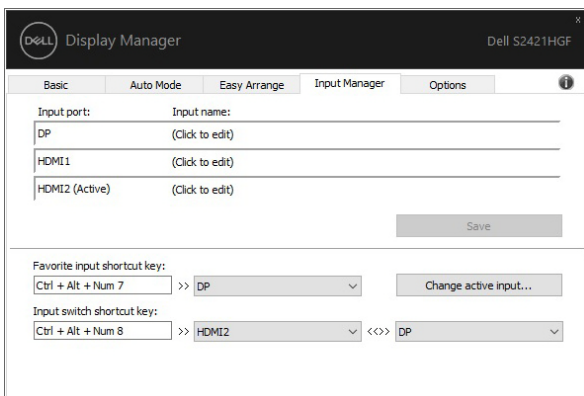 x
DELL Display Manager Dell S2421HGF
Basic Auto Mode Easy Arrange Input Manager Options i
Input port: Input name:
DP (Click to edit)
HDMI1 (Click to edit)
HDMI2 (Active) (Click to edit)
Save
Favorite input shortcut key:
Ctrl + Alt + Num 7 >> DP Change active input...
Input switch shortcut key:
Ctrl + Alt + Num 8 >> HDMI2 <<>> DP